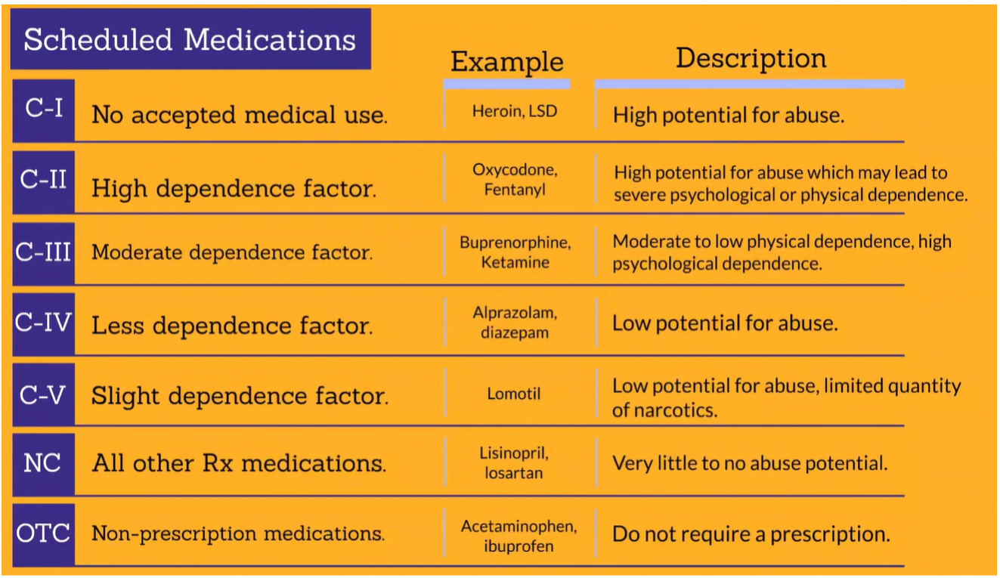 Scheduled Medications
Example
Description
C-I
No accepted medical use.
Heroin, LSD
High potential for abuse.
C-II
High dependence factor.
Oxycodone,
Fentanyl
High potential for abuse which may lead to
severe psychological or physical dependence.
C-III
Moderate dependence factor.
Buprenorphine,
Ketamine
Moderate to low physical dependence, high
psychological dependence.
C-IV
Less dependence factor.
Alprazolam,
diazepam
Low potential for abuse.
C-V
Slight dependence factor.
Lomotil
Low potential for abuse, limited quantity
of narcotics.
NC
All other Rx medications.
Lisinopril,
losartan
Very little to no abuse potential.
OTC
Non-prescription medications.
Acetaminophen,
ibuprofen
Do not require a prescription.